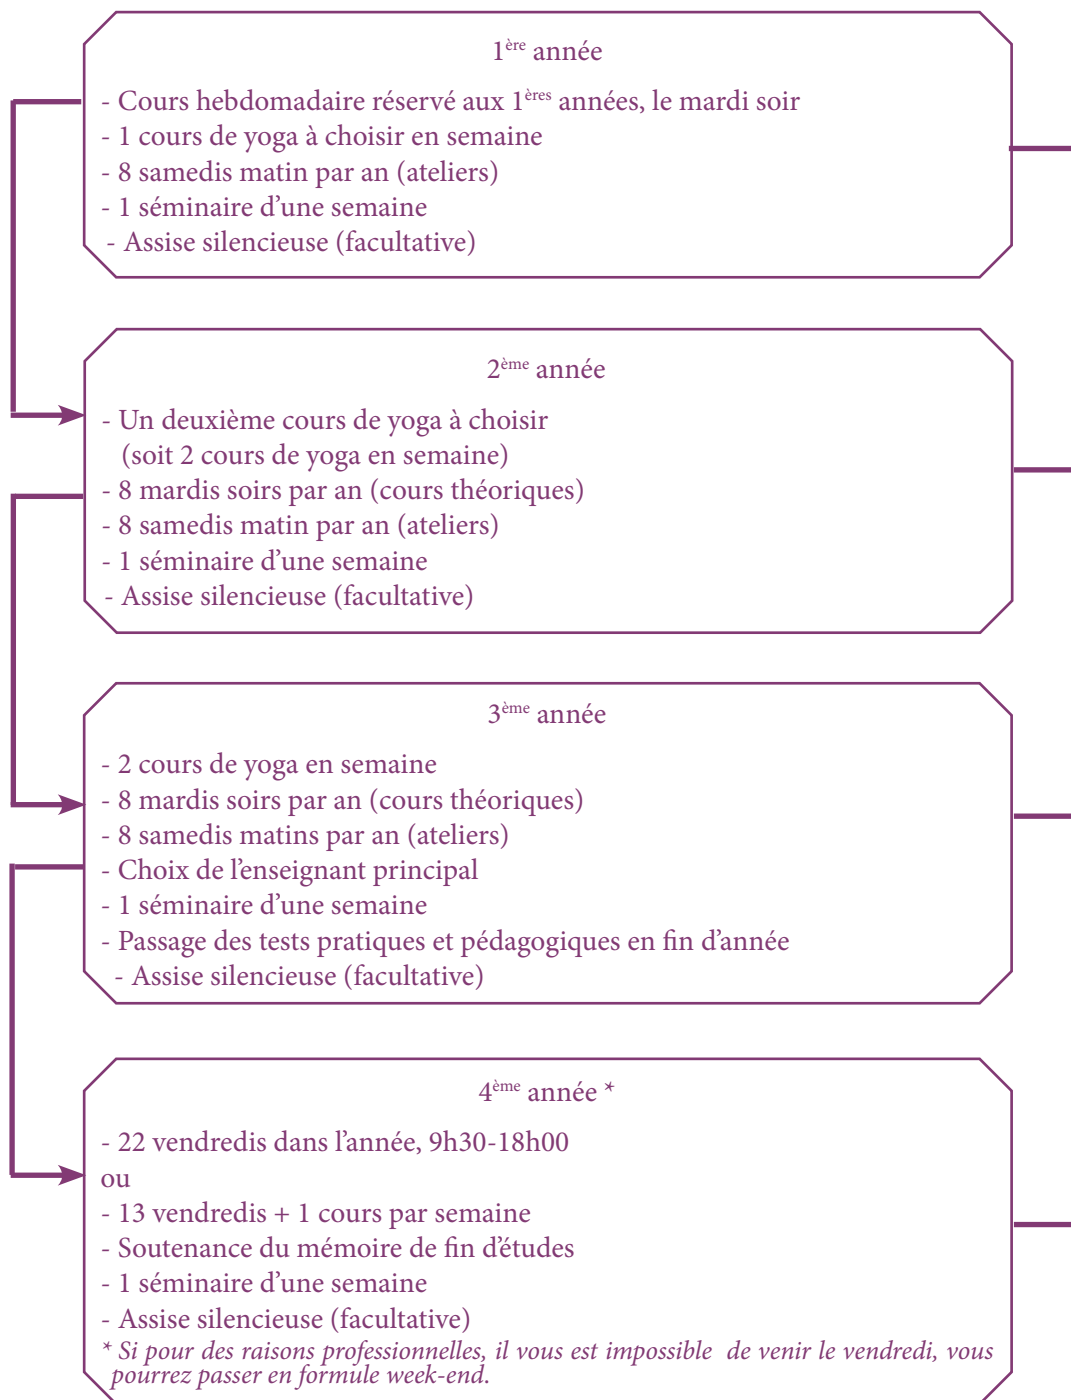 1ère année
- Cours hebdomadaire réservé aux 1ères années, le mardi soir
- 1 cours de yoga à choisir en semaine
- 8 samedis matin par an (ateliers)
- 1 séminaire d’une semaine
- Assise silencieuse (facultative)
2ème année
- Un deuxième cours de yoga à choisir
(soit 2 cours de yoga en semaine)
- 8 mardis soirs par an (cours théoriques)
- 8 samedis matin par an (ateliers)
- 1 séminaire d’une semaine
- Assise silencieuse (facultative)
3ème année
- 2 cours de yoga en semaine
- 8 mardis soirs par an (cours théoriques)
- 8 samedis matins par an (ateliers)
- Choix de l’enseignant principal
- 1 séminaire d’une semaine
- Passage des tests pratiques et pédagogiques en fin d’année
- Assise silencieuse (facultative)
4ème année *
- 22 vendredis dans l’année, 9h30-18h00
ou
- 13 vendredis + 1 cours par semaine
- Soutenance du mémoire de fin d’études
- 1 séminaire d’une semaine
- Assise silencieuse (facultative)
* Si pour des raisons professionnelles, il vous est impossible de venir le vendredi, vous
pourrez passer en formule week-end.